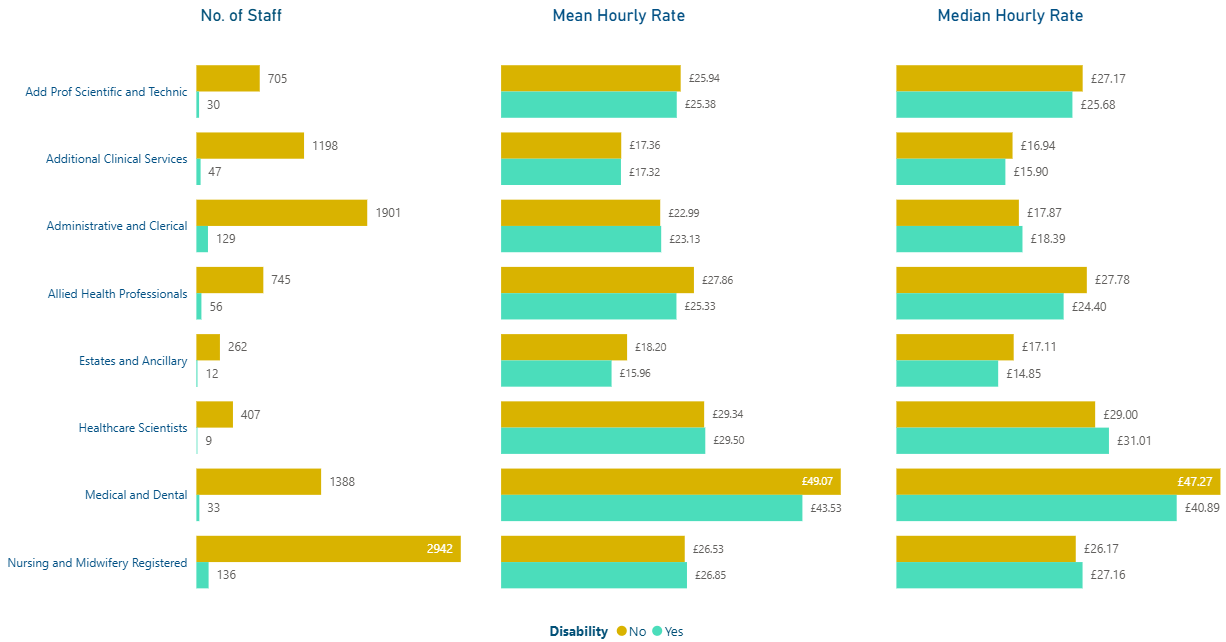 No. of Staff Mean Hourly Rate Median Hourly Rate
705 £25.94 £27.17
Add Prof Scientific and Technic
30 £25.38 £25.68
1198 £17.36 £16.94
Additional Clinical Services
47 £17.32 £15.90
1901 £22.99 £17.87
Administrative and Clerical
129 £23.13 £18.39
745 £27.86 £27.78
Allied Health Professionals
56 £25.33 £24.40
262 £18.20 £17.11
Estates and Ancillary
12 £15.96 £14.85
407 £29.34 £29.00
Healthcare Scientists
9 £29.50 £31.01
1388 £49.07 £47.27
Medical and Dental
33 £43.53 £40.89
2942 £26.53 £26.17
Nursing and Midwifery Registered
136 £26.85 £27.16
Disability No Yes